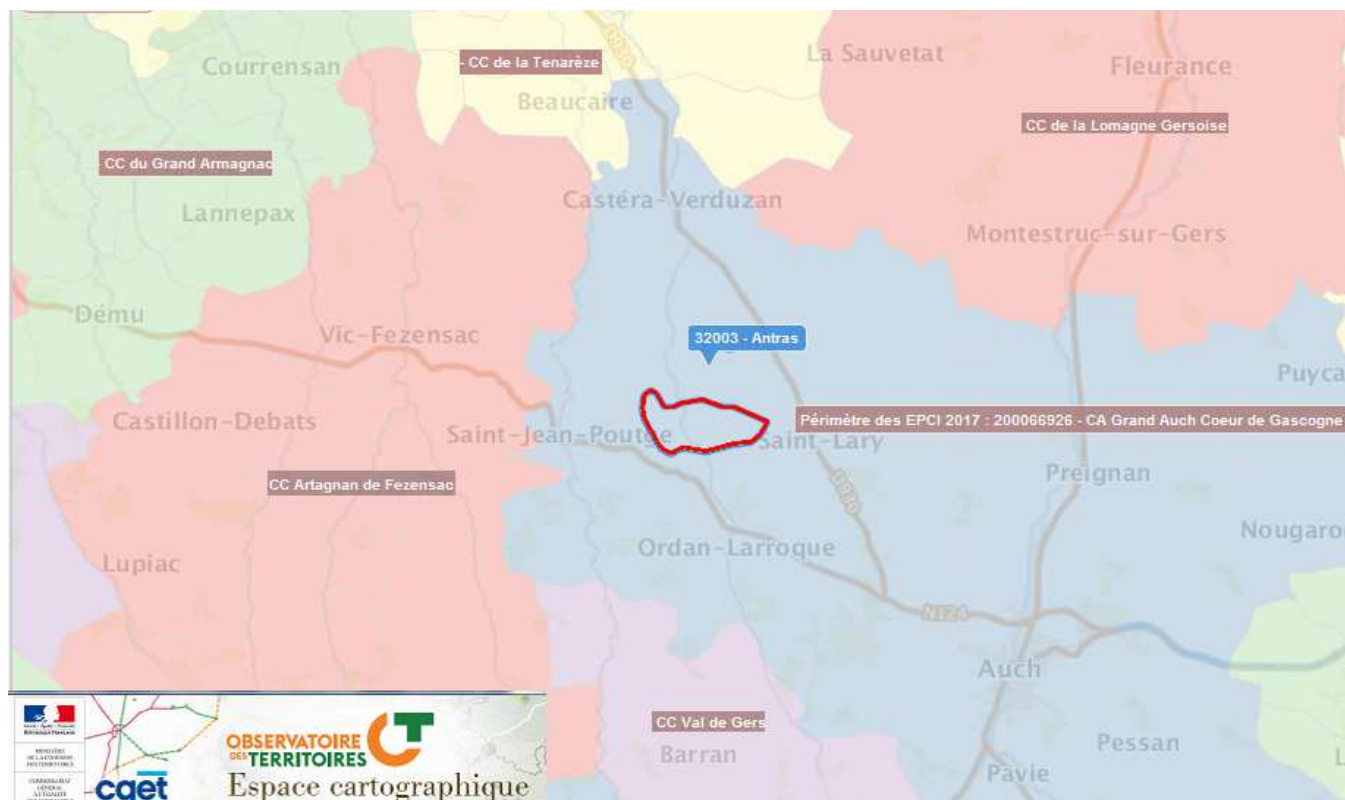 La Sauvetat
Courrensan
- CC de la Tenarèze
Fleurance
Beaucaire
CC de la Lomagne Gersoise
- CC du Grand Armagnac
Castéra-Verduzan
Lannepax
Montestruc-sur-Gers
Dému
Vic-Fezensac
32003 - Antras
Puyca
Castillon-Debats
Périmètre des EPCI 2017 : 200066926 - CA Grand Auch Coeur de Gascogne
Saint-Jean-Poutge
Saint-Lary
Preignan
CC Artagnan de Fezensac
D930
Nougaro
Ordan-Larroque
Lupiac
N124
Auch
CC Val de Gers
Barran
Pessan
Pavie
OBSERVATOIRE
DES TERRITOIRES
Espace cartographique
cget